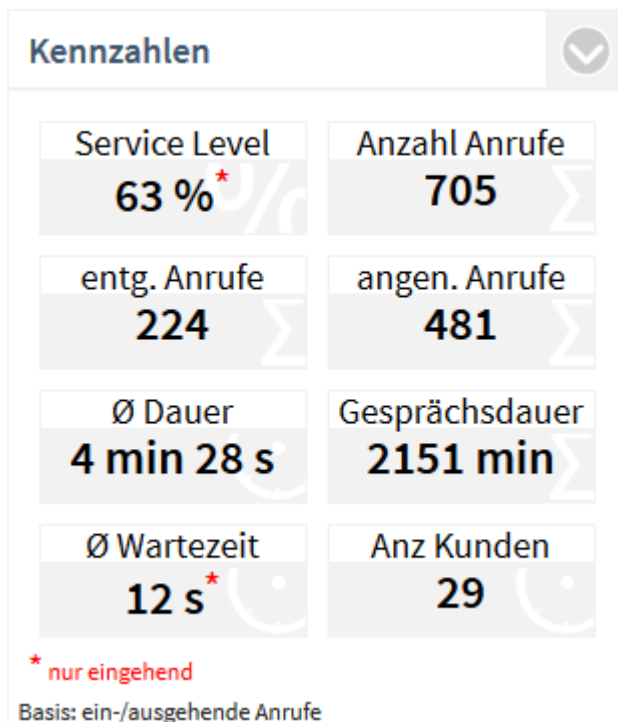 Kennzahlen
Service Level
63 %*
Anzahl Anrufe
705
entg. Anrufe
224
angen. Anrufe
481
Ø Dauer
4 min 28 s
Gesprächsdauer
2151 min
Ø Wartezeit
12 s*
Anz Kunden
29
* nur eingehend
Basis: ein-/ausgehende Anrufe